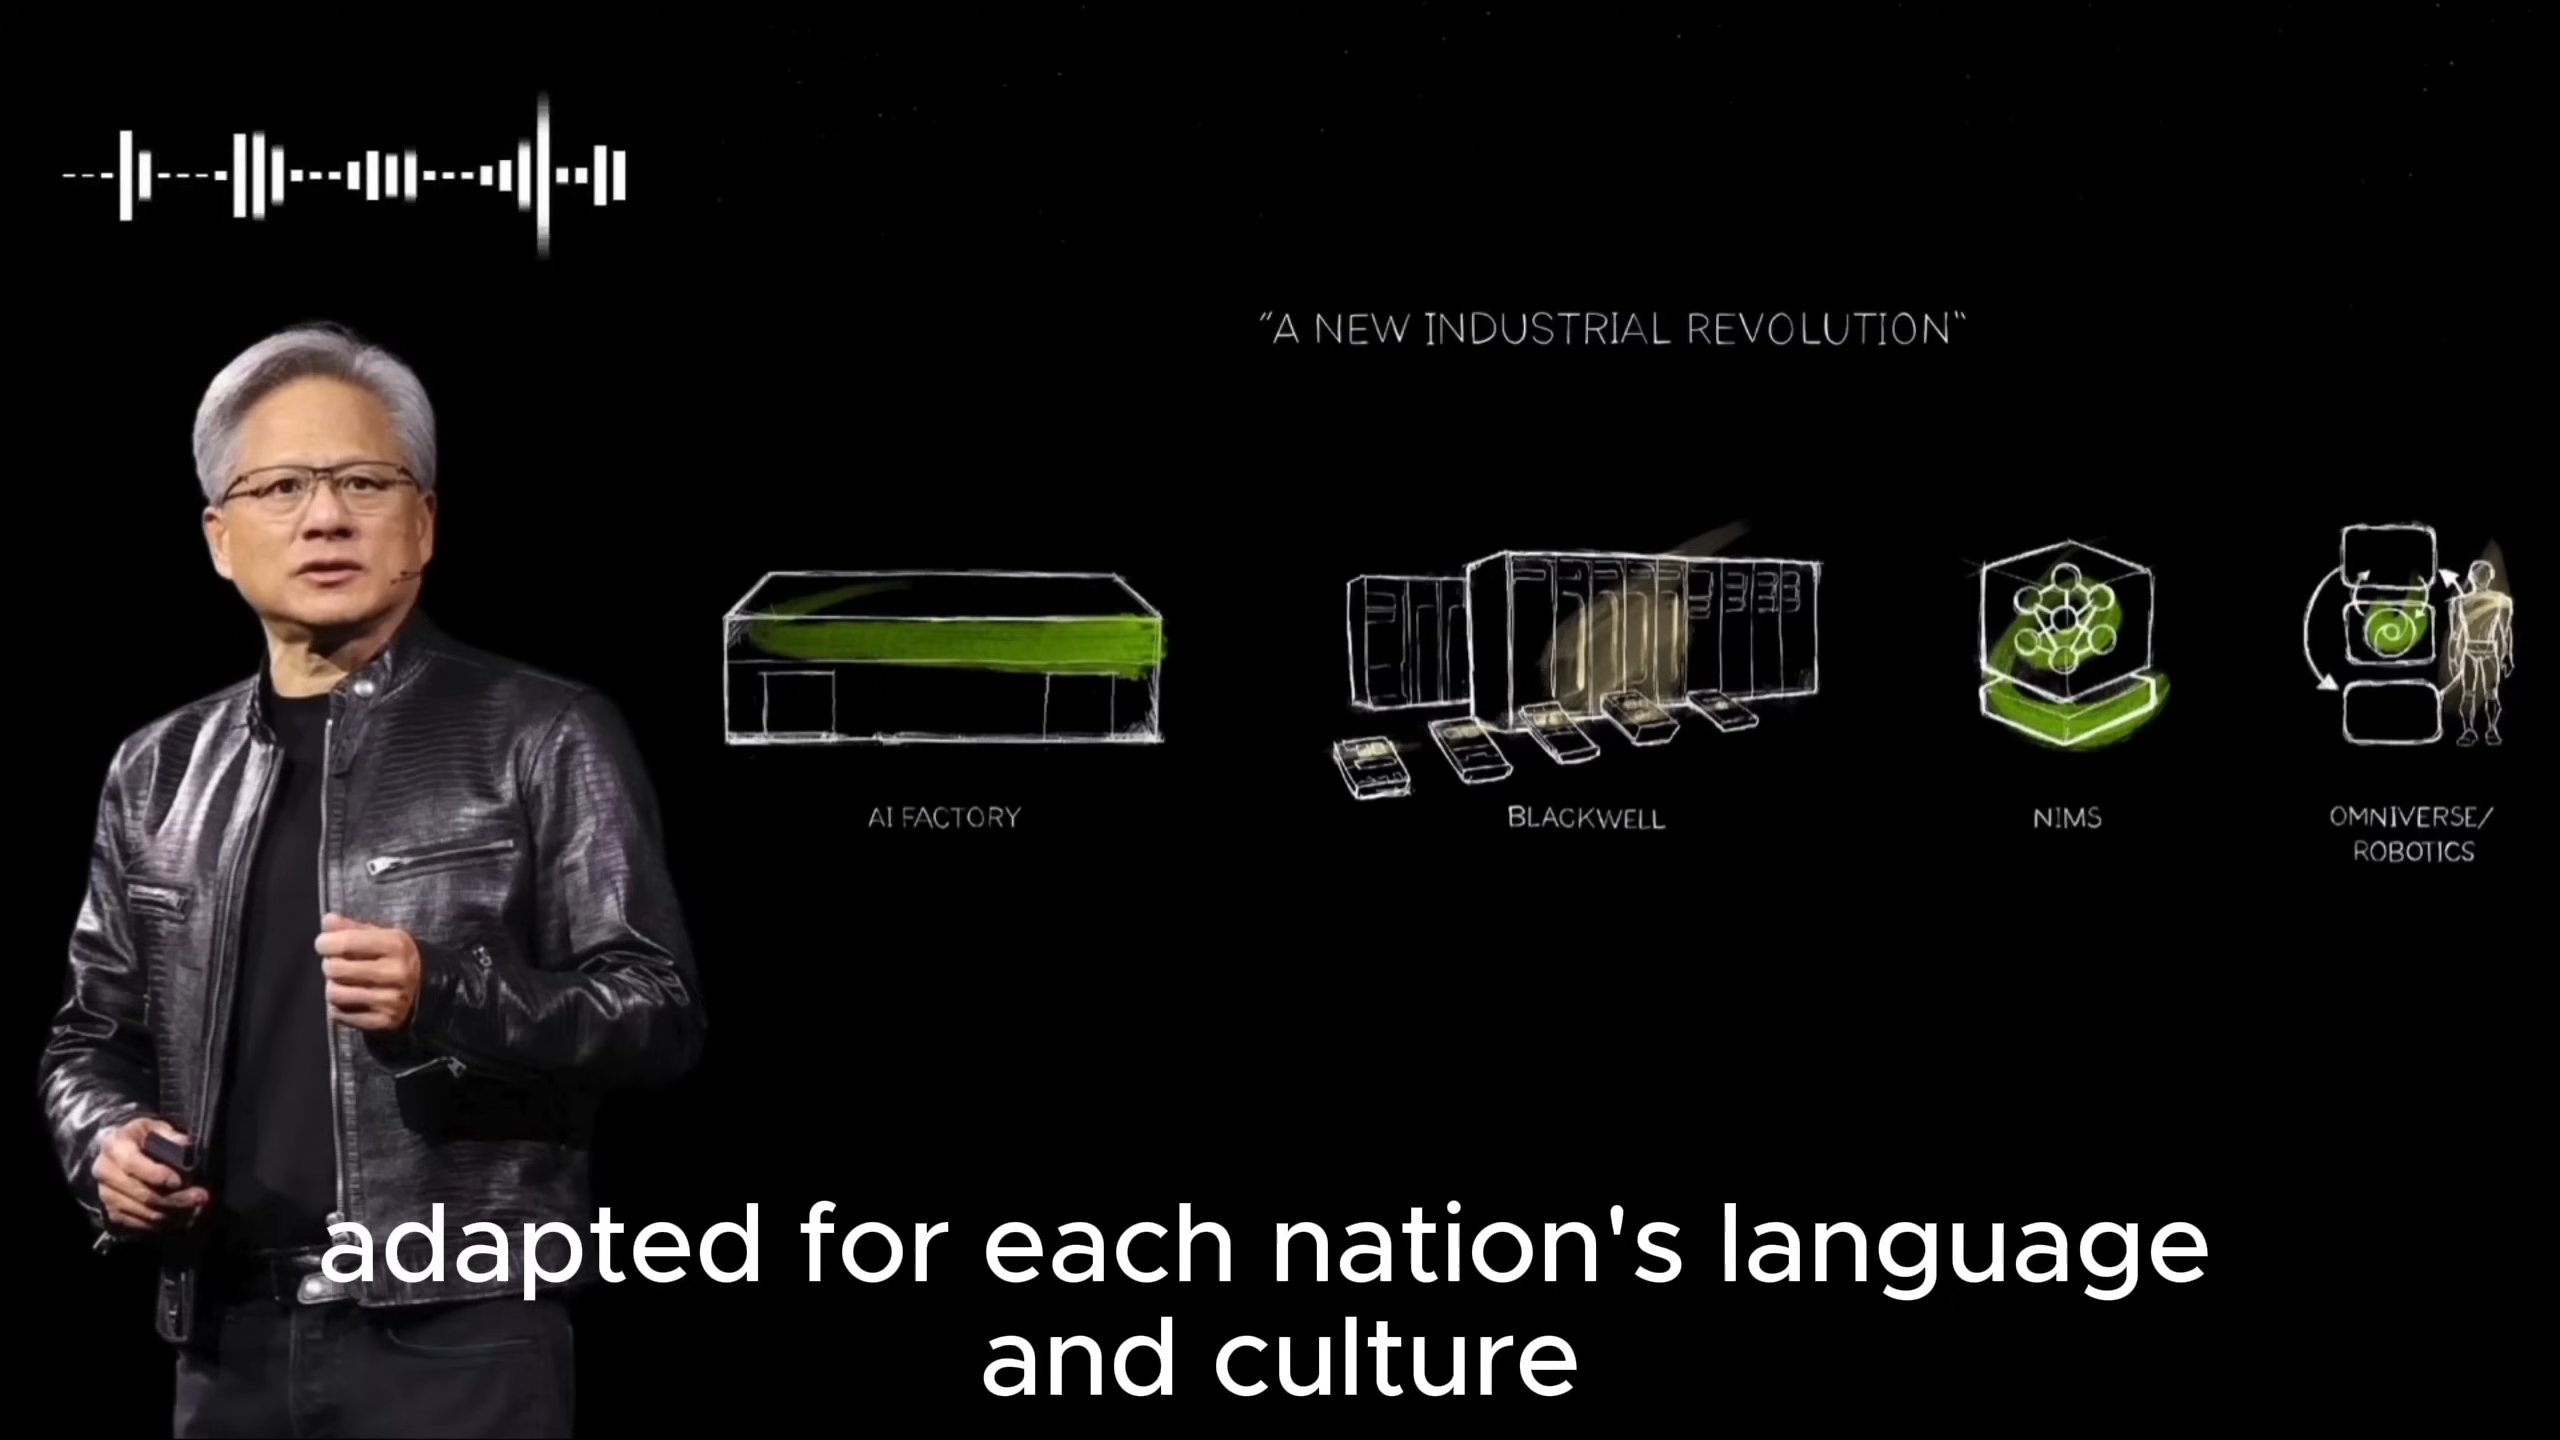 "A NEW INDUSTRIAL REVOLUTION"
AI FACTORY
BLACKWELL
NIMS
OMNIVERSE/
ROBOTICS
adapted for each nation's language
and culture